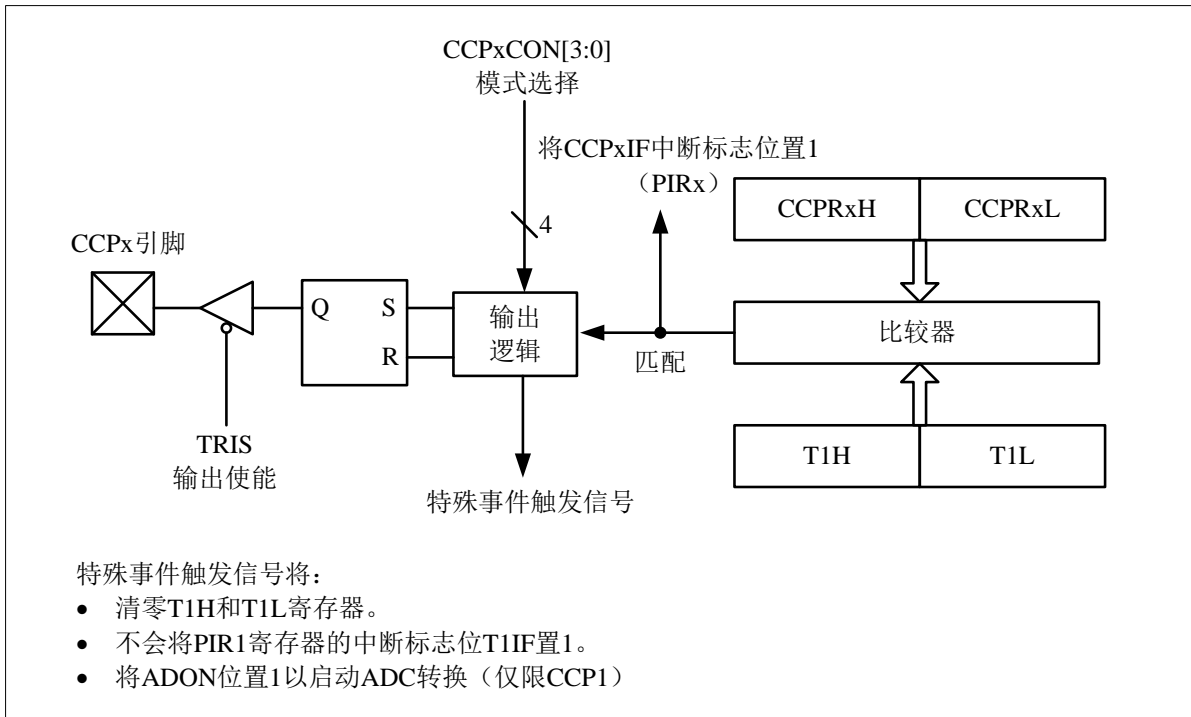 CCPxCON[3:0]
模式选择
将CCPxIF中断标志位置1
（PIRx）
4
CCPRxH
CCPRxL
CCPx引脚
Q
S
R
输出
逻辑
匹配
比较器
TRIS
输出使能
T1H
T1L
特殊事件触发信号
特殊事件触发信号将：
• 清零T1H和T1L寄存器。
• 不会将PIR1寄存器的中断标志位T1IF置1。
• 将ADON位置1以启动ADC转换（仅限CCP1）